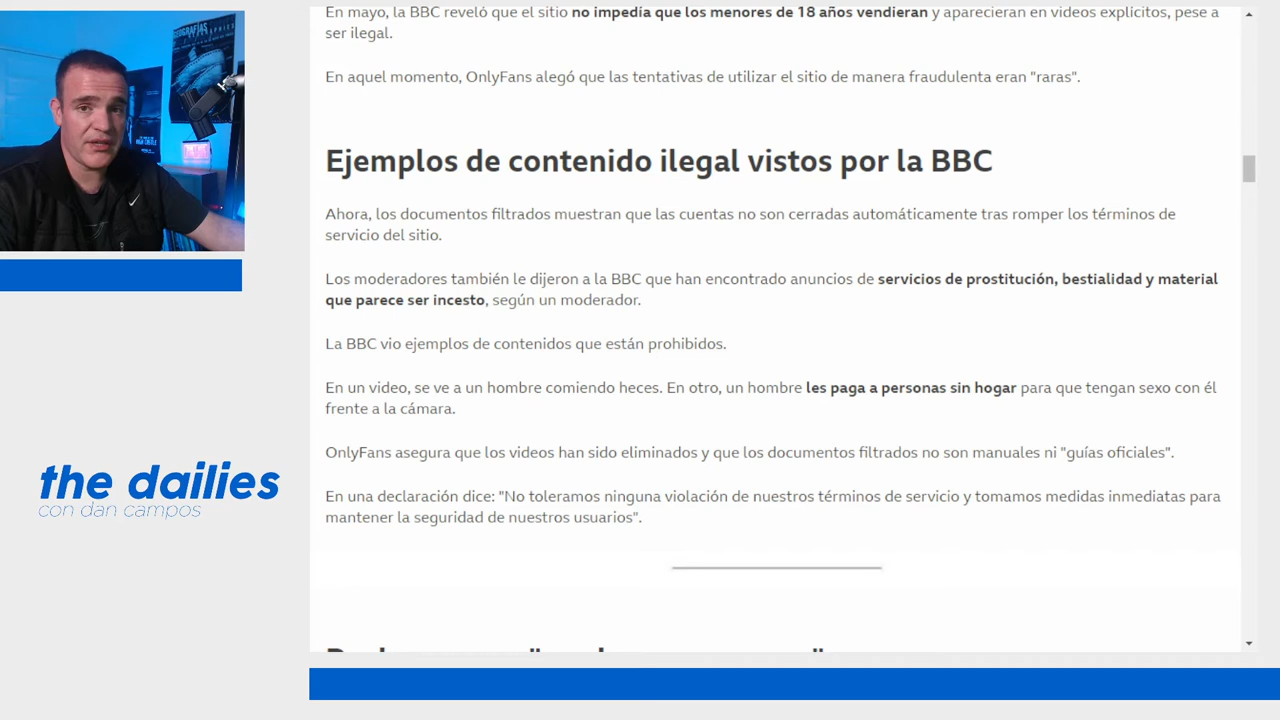 En mayo, la BBC reveló que el sitio no impedía que los menores de 18 años vendieran y aparecieran en videos explícitos, pese a
ser ilegal.
En aquel momento, OnlyFans alegó que las tentativas de utilizar el sitio de manera fraudulenta eran "raras".
Ejemplos de contenido ilegal vistos por la BBC
Ahora, los documentos filtrados muestran que las cuentas no son cerradas automáticamente tras romper los términos de
servicio del sitio.
Los moderadores también le dijeron a la BBC que han encontrado anuncios de servicios de prostitución, bestialidad y material
que parece ser incesto, según un moderador.
La BBC vio ejemplos de contenidos que están prohibidos.
En un video, se ve a un hombre comiendo heces. En otro, un hombre les paga a personas sin hogar para que tengan sexo con él
frente a la cámara.
OnlyFans asegura que los videos han sido eliminados y que los documentos filtrados no son manuales ni "guías oficiales".
En una declaración dice: "No toleramos ninguna violación de nuestros términos de servicio y tomamos medidas inmediatas para
mantener la seguridad de nuestros usuarios".
the dailies
con dan campos